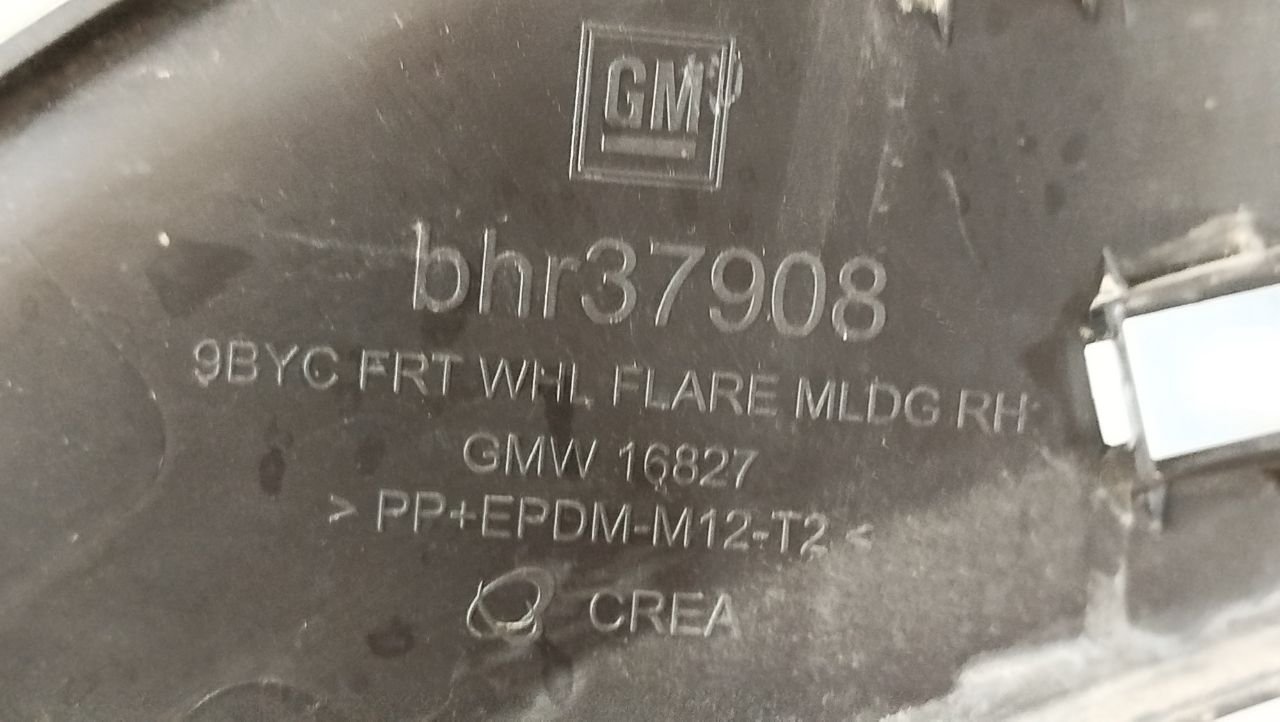 GM
bhr37908
9BYC FRT WHL FLARE MLDG RH
GMW 16827
> PP+EPDM-M12-T2 <
CREA